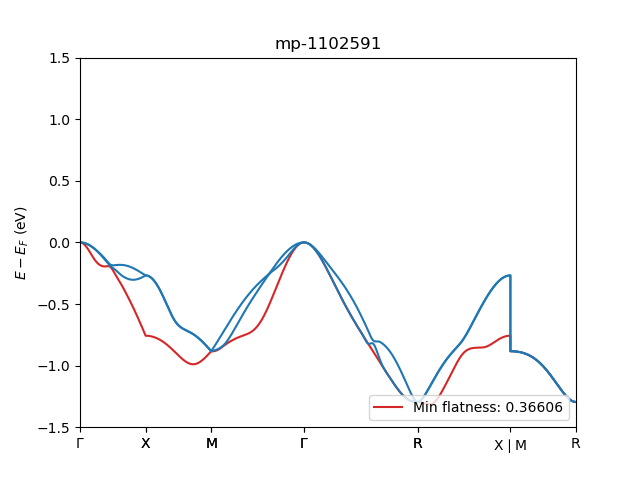 mp-1102591
E − E_F (eV)
1.5
1.0
0.5
0.0
−0.5
−1.0
−1.5
Min flatness: 0.36606
Γ X M Γ R X | M R